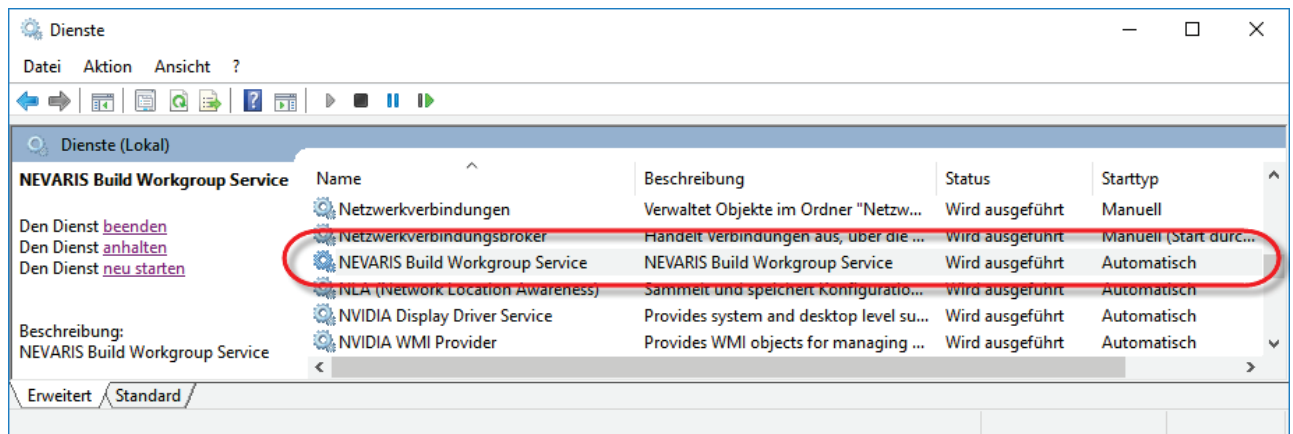 Dienste
Datei Aktion Ansicht ?
Dienste (Lokal)
NEVARIS Build Workgroup Service
Den Dienst beenden
Den Dienst anhalten
Den Dienst neu starten
Beschreibung:
NEVARIS Build Workgroup Service
Name Beschreibung Status Starttyp
Netzwerkverbindungen Verwaltet Objekte im Ordner "Netzw... Wird ausgeführt Manuell
Netzwerkverbindungsbroker Handelt Verbindungen aus, über die ... Wird ausgeführt Manuell (Start durc...
NEVARIS Build Workgroup Service NEVARIS Build Workgroup Service Wird ausgeführt Automatisch
NLA (Network Location Awareness) Sammelt und speichert Konfiguratio... Wird ausgeführt Automatisch
NVIDIA Display Driver Service Provides system and desktop level su... Wird ausgeführt Automatisch
NVIDIA WMI Provider Provides WMI objects for managing ... Wird ausgeführt Automatisch
Erweitert Standard